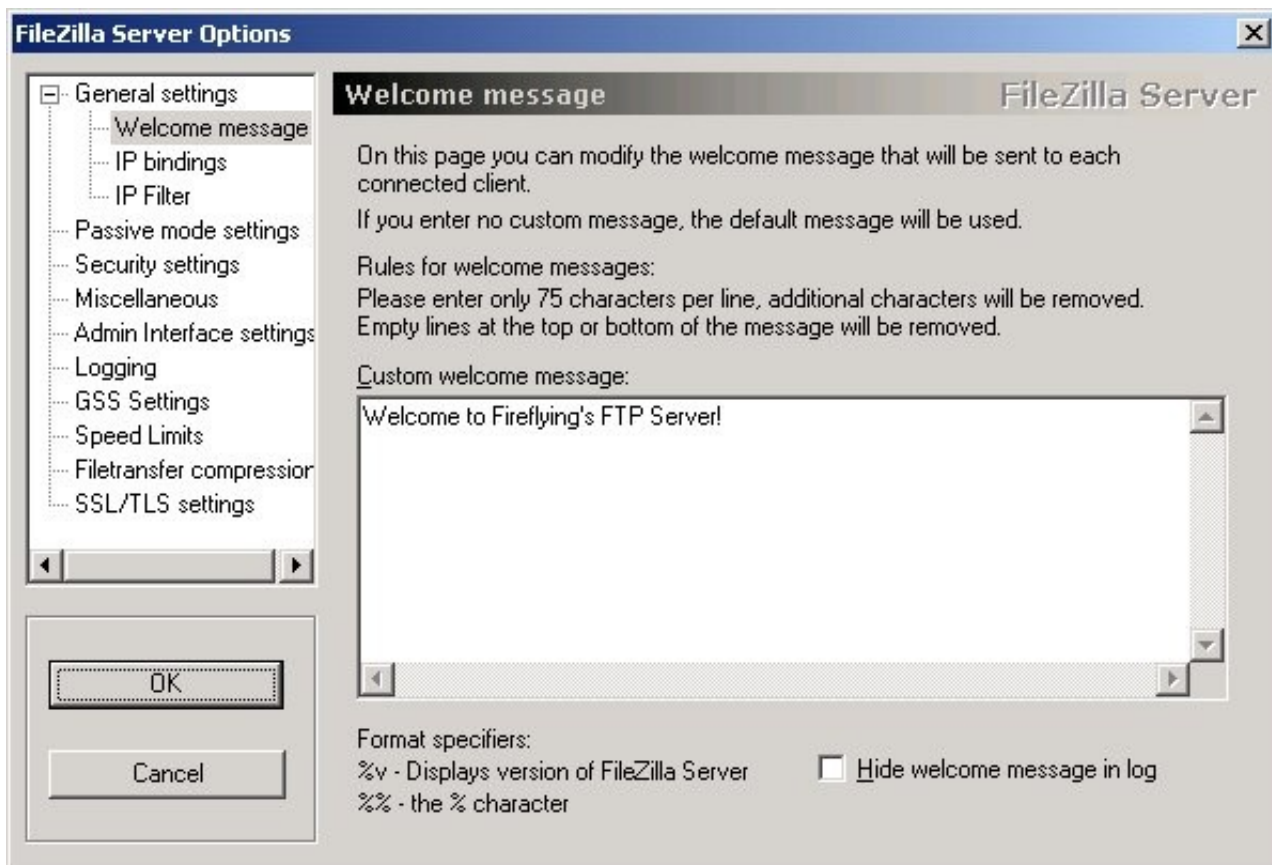 FileZilla Server Options
General settings
Welcome message
IP bindings
IP Filter
Passive mode settings
Security settings
Miscellaneous
Admin Interface settings
Logging
GSS Settings
Speed Limits
Filetransfer compression
SSL/TLS settings
OK
Cancel
Welcome message
FileZilla Server
On this page you can modify the welcome message that will be sent to each
connected client.
If you enter no custom message, the default message will be used.
Rules for welcome messages:
Please enter only 75 characters per line, additional characters will be removed.
Empty lines at the top or bottom of the message will be removed.
Custom welcome message:
Welcome to Fireflying's FTP Server!
Format specifiers:
%v - Displays version of FileZilla Server
%% - the % character
Hide welcome message in log